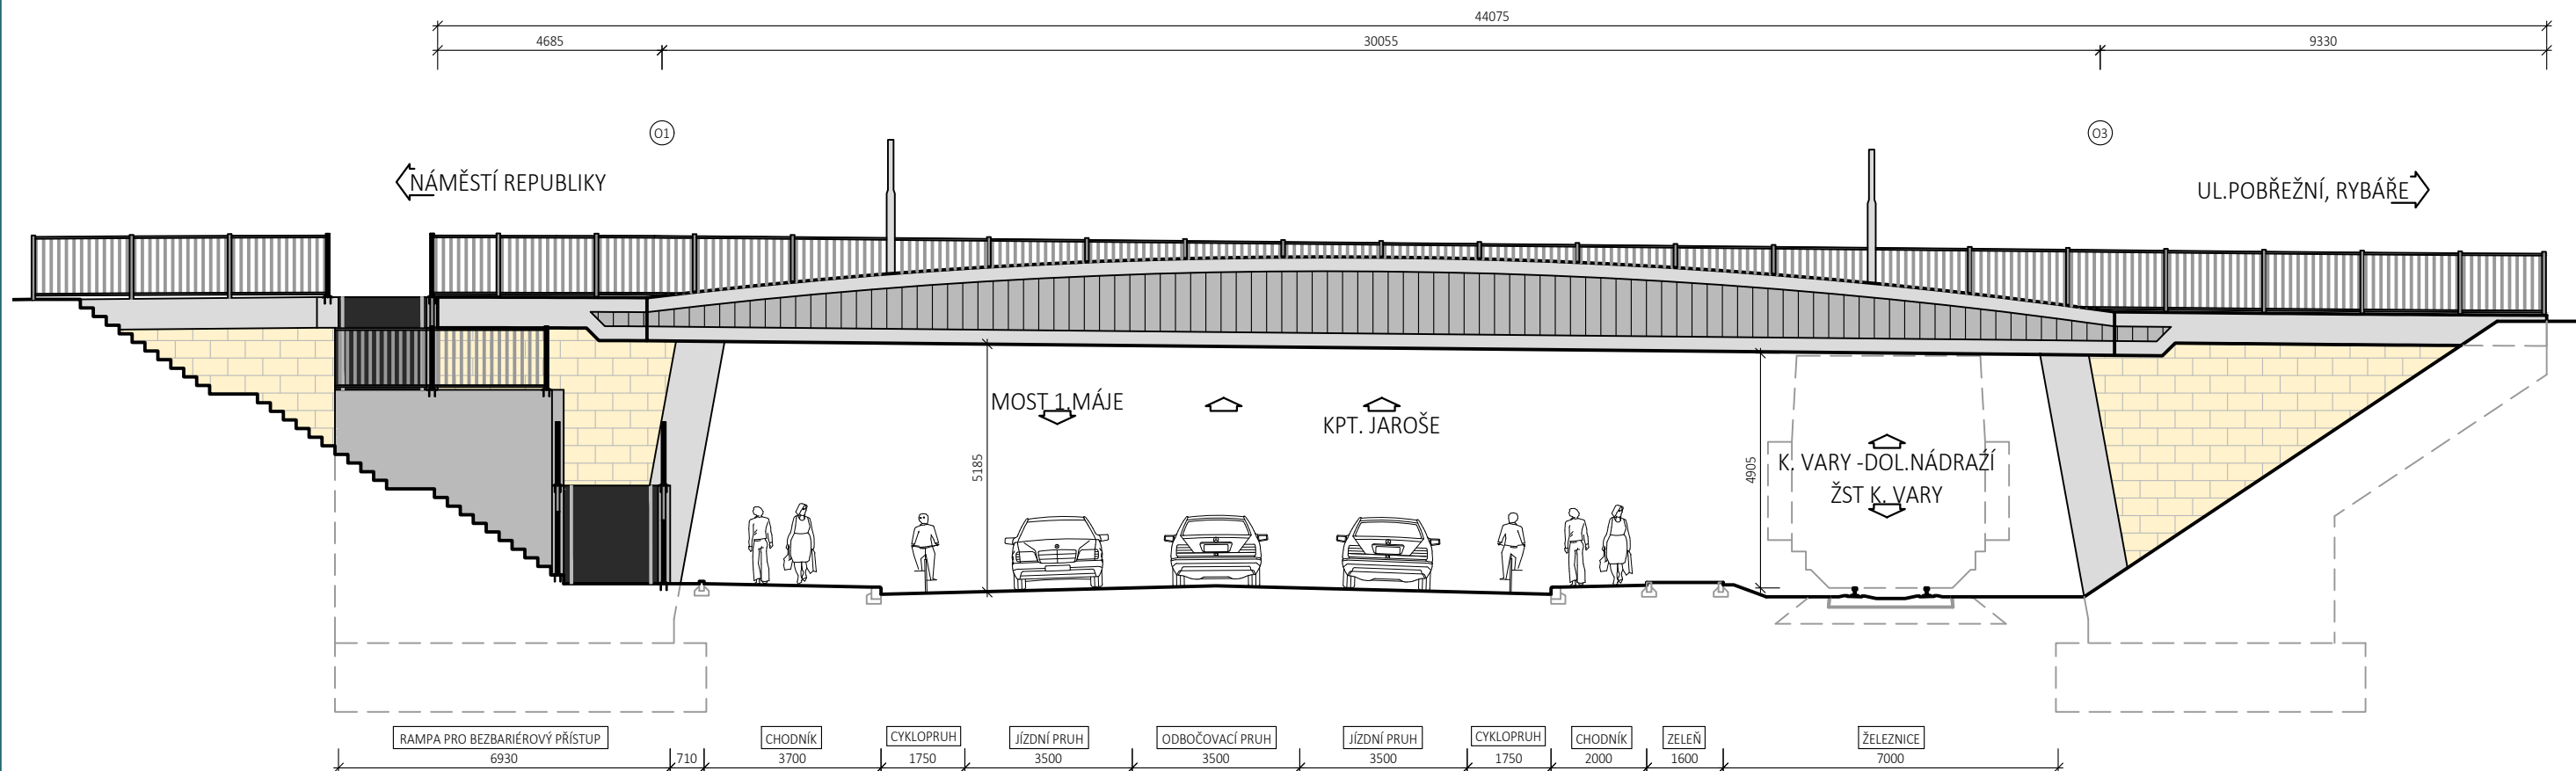 44075
4685 30055 9330
O1 O3
NÁMĚSTÍ REPUBLIKY UL.POBŘEŽNÍ, RYBÁŘE
MOST 1.MÁJE
KPT. JAROŠE
5185 4905
K. VARY -DOL.NÁDRAŽÍ
ŽST K. VARY
RAMPA PRO BEZBARIÉROVÝ PŘÍSTUP CHODNÍK CYKLOPRUH JÍZDNÍ PRUH ODBOČOVACÍ PRUH JÍZDNÍ PRUH CYKLOPRUH CHODNÍK ZELEŇ ŽELEZNICE
6930 710 3700 1750 3500 3500 3500 1750 2000 1600 7000